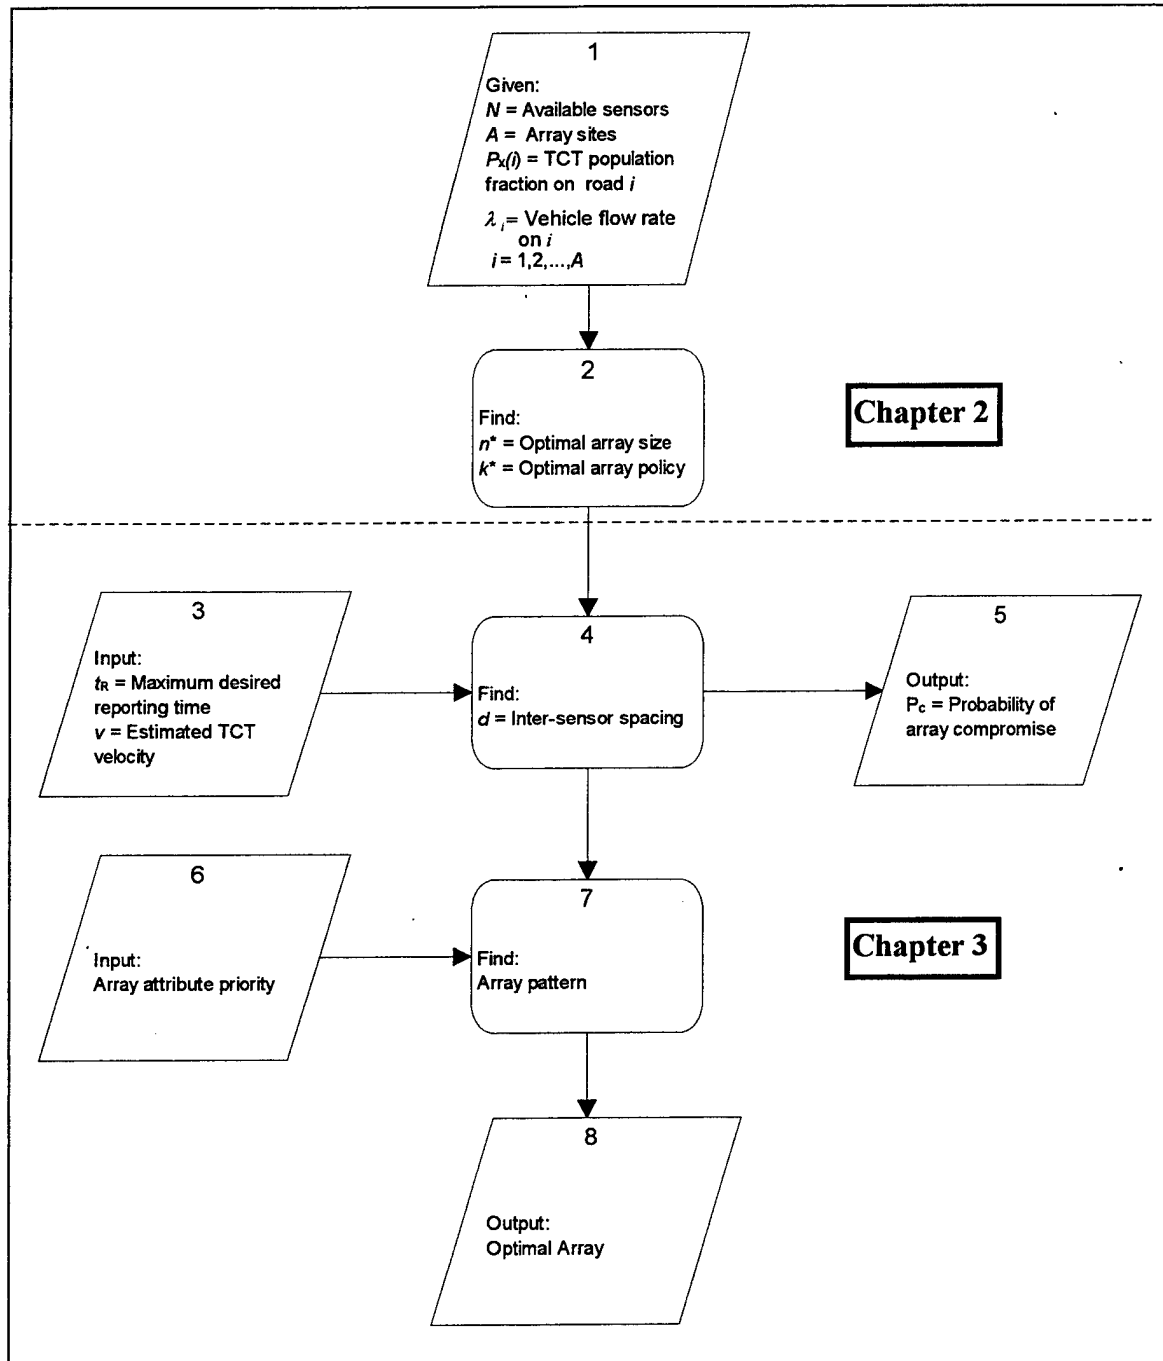 1
Given:
N = Available sensors
A = Array sites
Px(i) = TCT population
fraction on road i
λ i = Vehicle flow rate
on i
i = 1,2,...,A
2
Find:
n* = Optimal array size
k* = Optimal array policy
Chapter 2
3
Input:
tR = Maximum desired
reporting time
v = Estimated TCT
velocity
4
Find:
d = Inter-sensor spacing
5
Output:
Pc = Probability of
array compromise
6
Input:
Array attribute priority
7
Find:
Array pattern
Chapter 3
8
Output:
Optimal Array